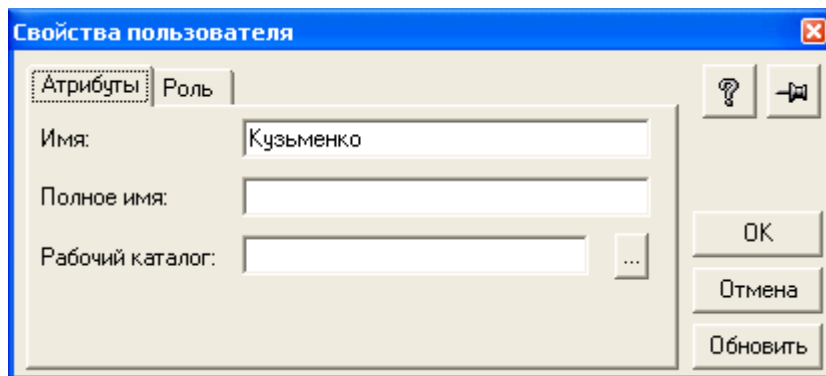 Свойства пользователя
Атрибуты Роль
?
Имя: Кузьменко
Полное имя:
Рабочий каталог: ...
OK
Отмена
Обновить